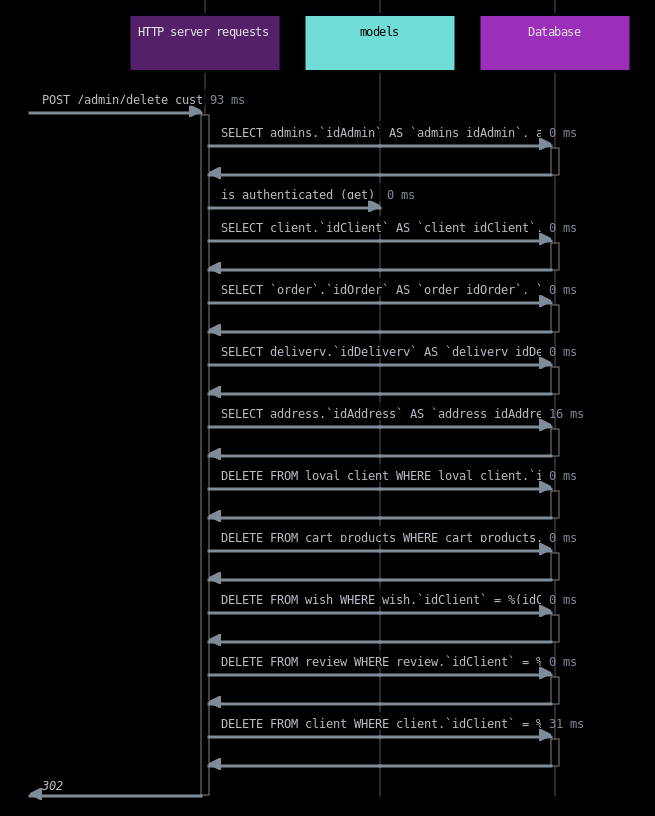 HTTP server requests
models
Database
POST /admin/delete cust 93 ms
SELECT admins.`idAdmin` AS `admins idAdmin`. a 0 ms
is authenticated (get) 0 ms
SELECT client.`idClient` AS `client idClient`. 0 ms
SELECT `order`.`idOrder` AS `order idOrder`. ` 0 ms
SELECT delivery.`idDelivery` AS `delivery idDe 0 ms
SELECT address.`idAddress` AS `address idAddre 16 ms
DELETE FROM loyal client WHERE loyal client.`i 0 ms
DELETE FROM cart products WHERE cart products. 0 ms
DELETE FROM wish WHERE wish.`idClient` = %(idC 0 ms
DELETE FROM review WHERE review.`idClient` = % 0 ms
DELETE FROM client WHERE client.`idClient` = % 31 ms
302